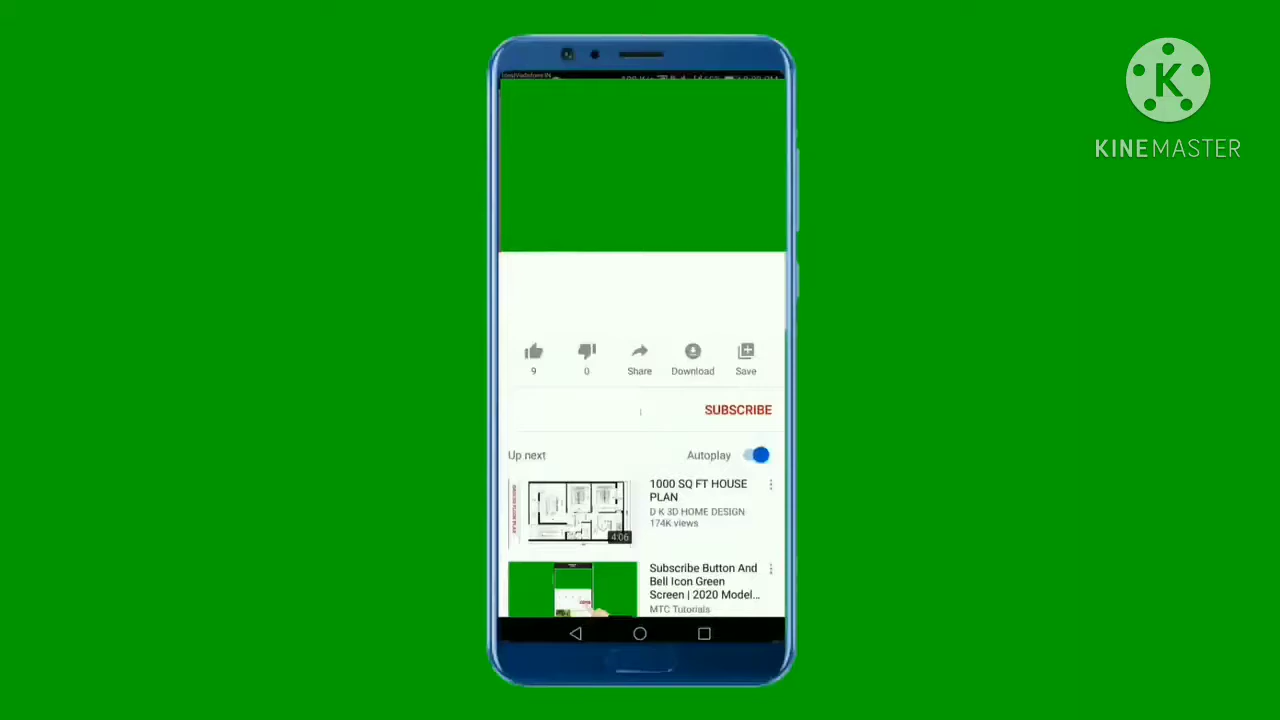 KINEMASTER
9
0
Share
Download
Save
SUBSCRIBE
Up next
Autoplay
1000 SQ FT HOUSE
PLAN
D K 3D HOME DESIGN
174K views
4:06
Subscribe Button And
Bell Icon Green
Screen | 2020 Model...
MTC Tutorials